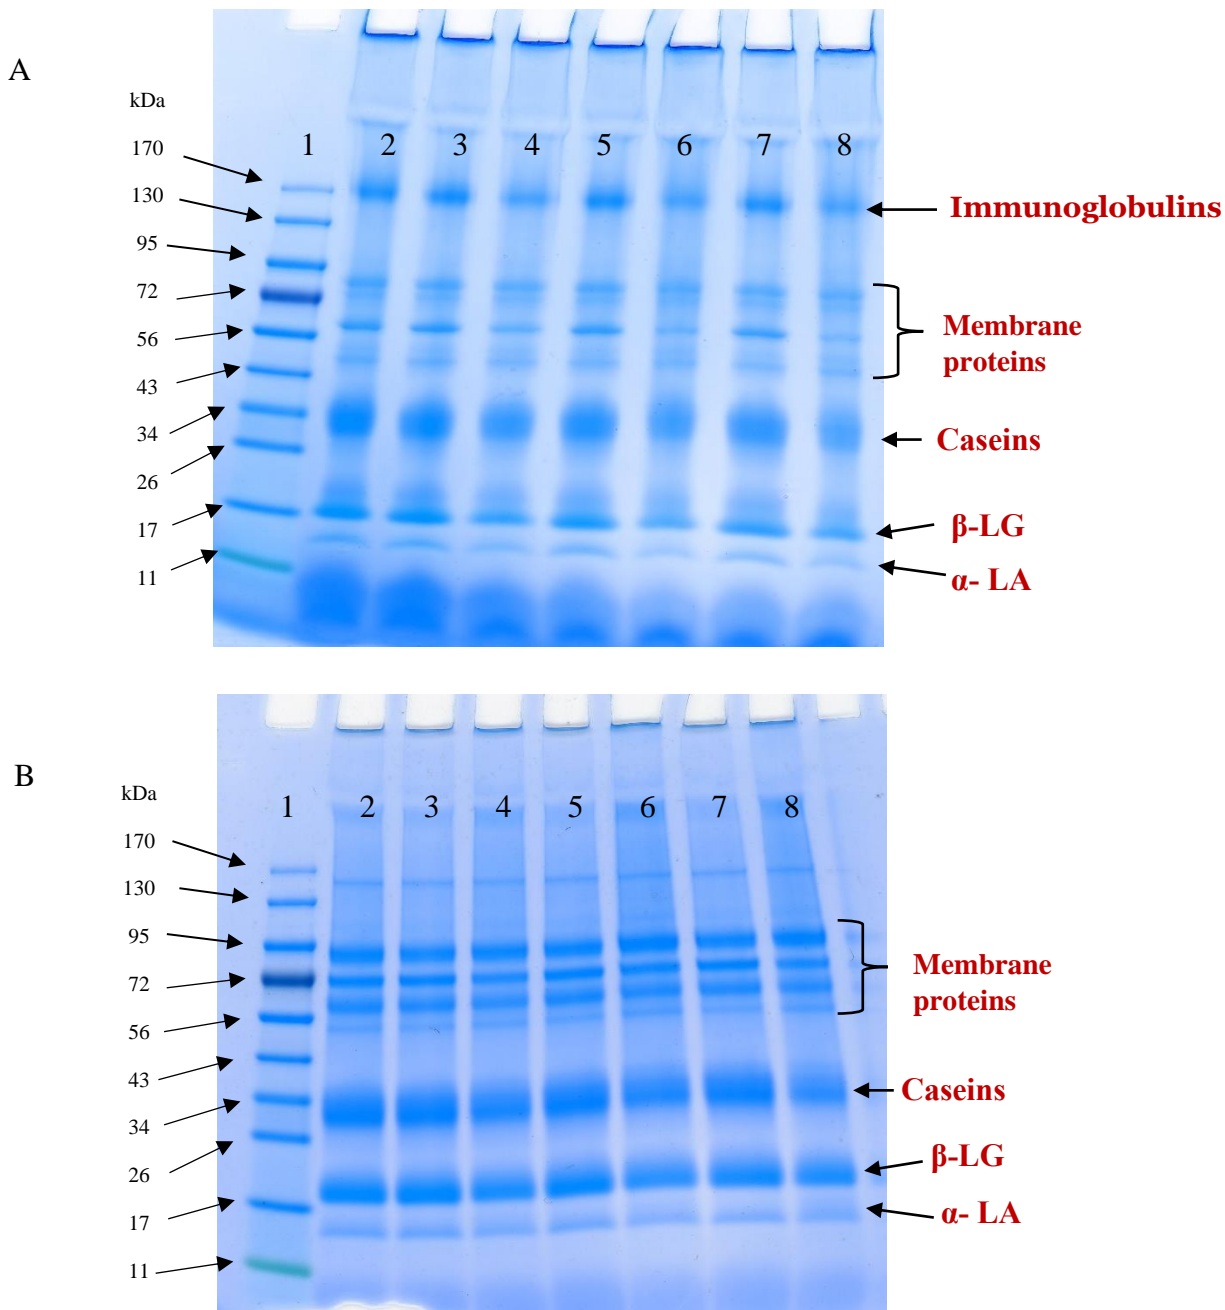 A
kDa
1 2 3 4 5 6 7 8
170
130
95
72
56
43
34
26
17
11
Immunoglobulins
Membrane
proteins
Caseins
β-LG
α- LA
B
kDa
1 2 3 4 5 6 7 8
170
130
95
72
56
43
34
26
17
11
Membrane
proteins
Caseins
β-LG
α- LA